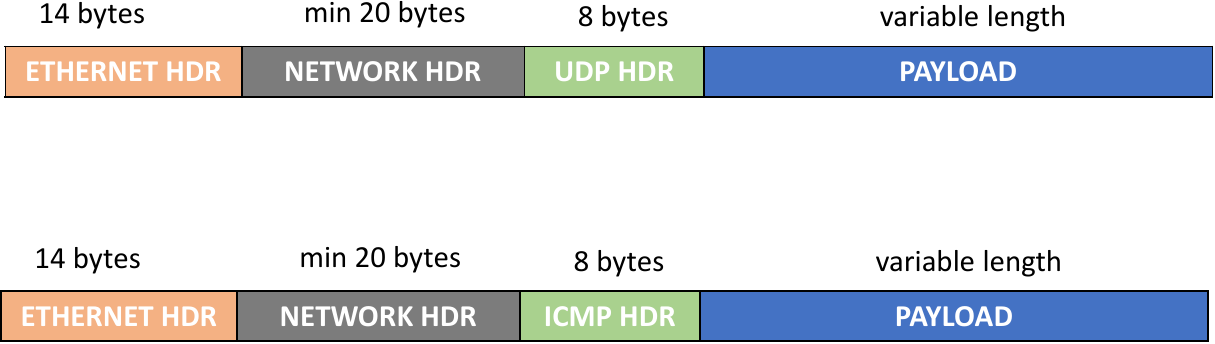 14 bytes min 20 bytes 8 bytes variable length
ETHERNET HDR NETWORK HDR UDP HDR PAYLOAD
14 bytes min 20 bytes 8 bytes variable length
ETHERNET HDR NETWORK HDR ICMP HDR PAYLOAD